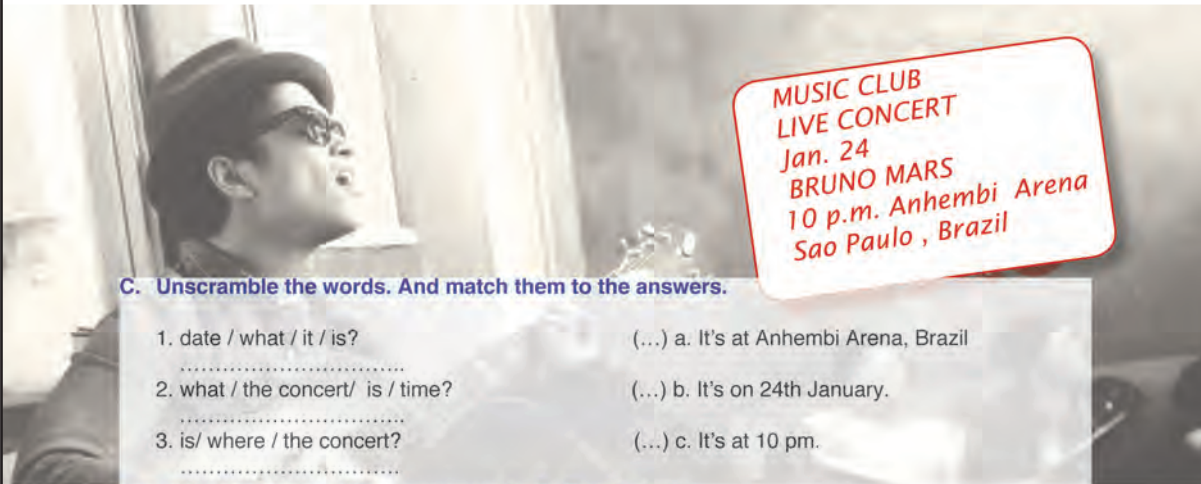 MUSIC CLUB
LIVE CONCERT
Jan. 24
BRUNO MARS
10 p.m. Anhembi Arena
Sao Paulo , Brazil
C. Unscramble the words. And match them to the answers.
1. date / what / it / is?
(...) a. It's at Anhembi Arena, Brazil
................................
2. what / the concert/ is / time?
(...) b. It's on 24th January.
................................
3. is/ where / the concert?
(...) c. It's at 10 pm.
...............................